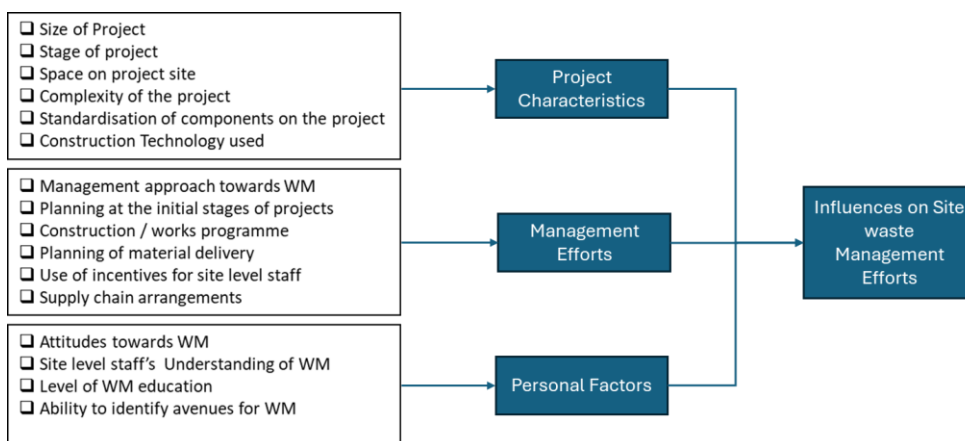 ❑ Size of Project
❑ Stage of project
❑ Space on project site
❑ Complexity of the project
❑ Standardisation of components on the project
❑ Construction Technology used
Project
Characteristics
❑ Management approach towards WM
❑ Planning at the initial stages of projects
❑ Construction / works programme
❑ Planning of material delivery
❑ Use of incentives for site level staff
❑ Supply chain arrangements
Management
Efforts
❑ Attitudes towards WM
❑ Site level staff's  Understanding of WM
❑ Level of WM education
❑ Ability to identify avenues for WM
Personal Factors
Influences on Site
waste
Management
Efforts